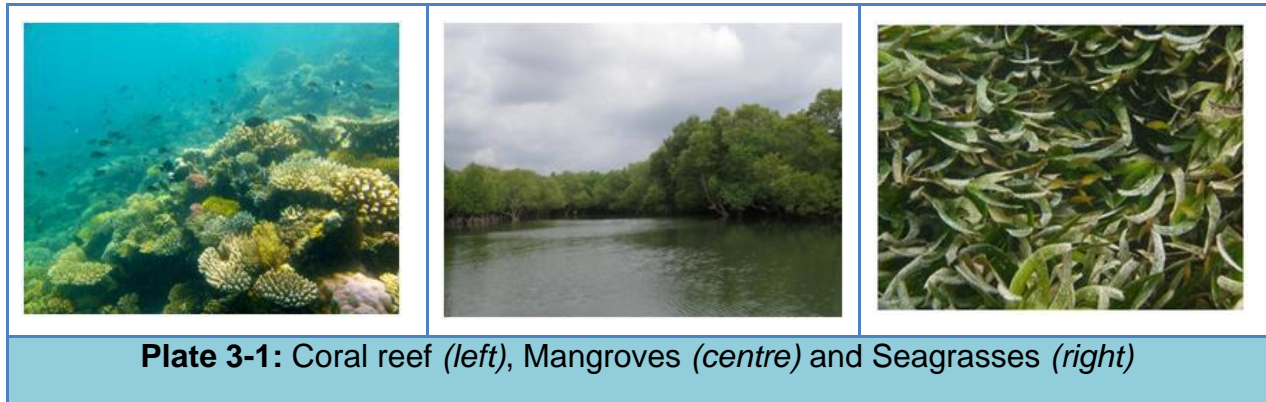 Plate 3-1: Coral reef (left), Mangroves (centre) and Seagrasses (right)